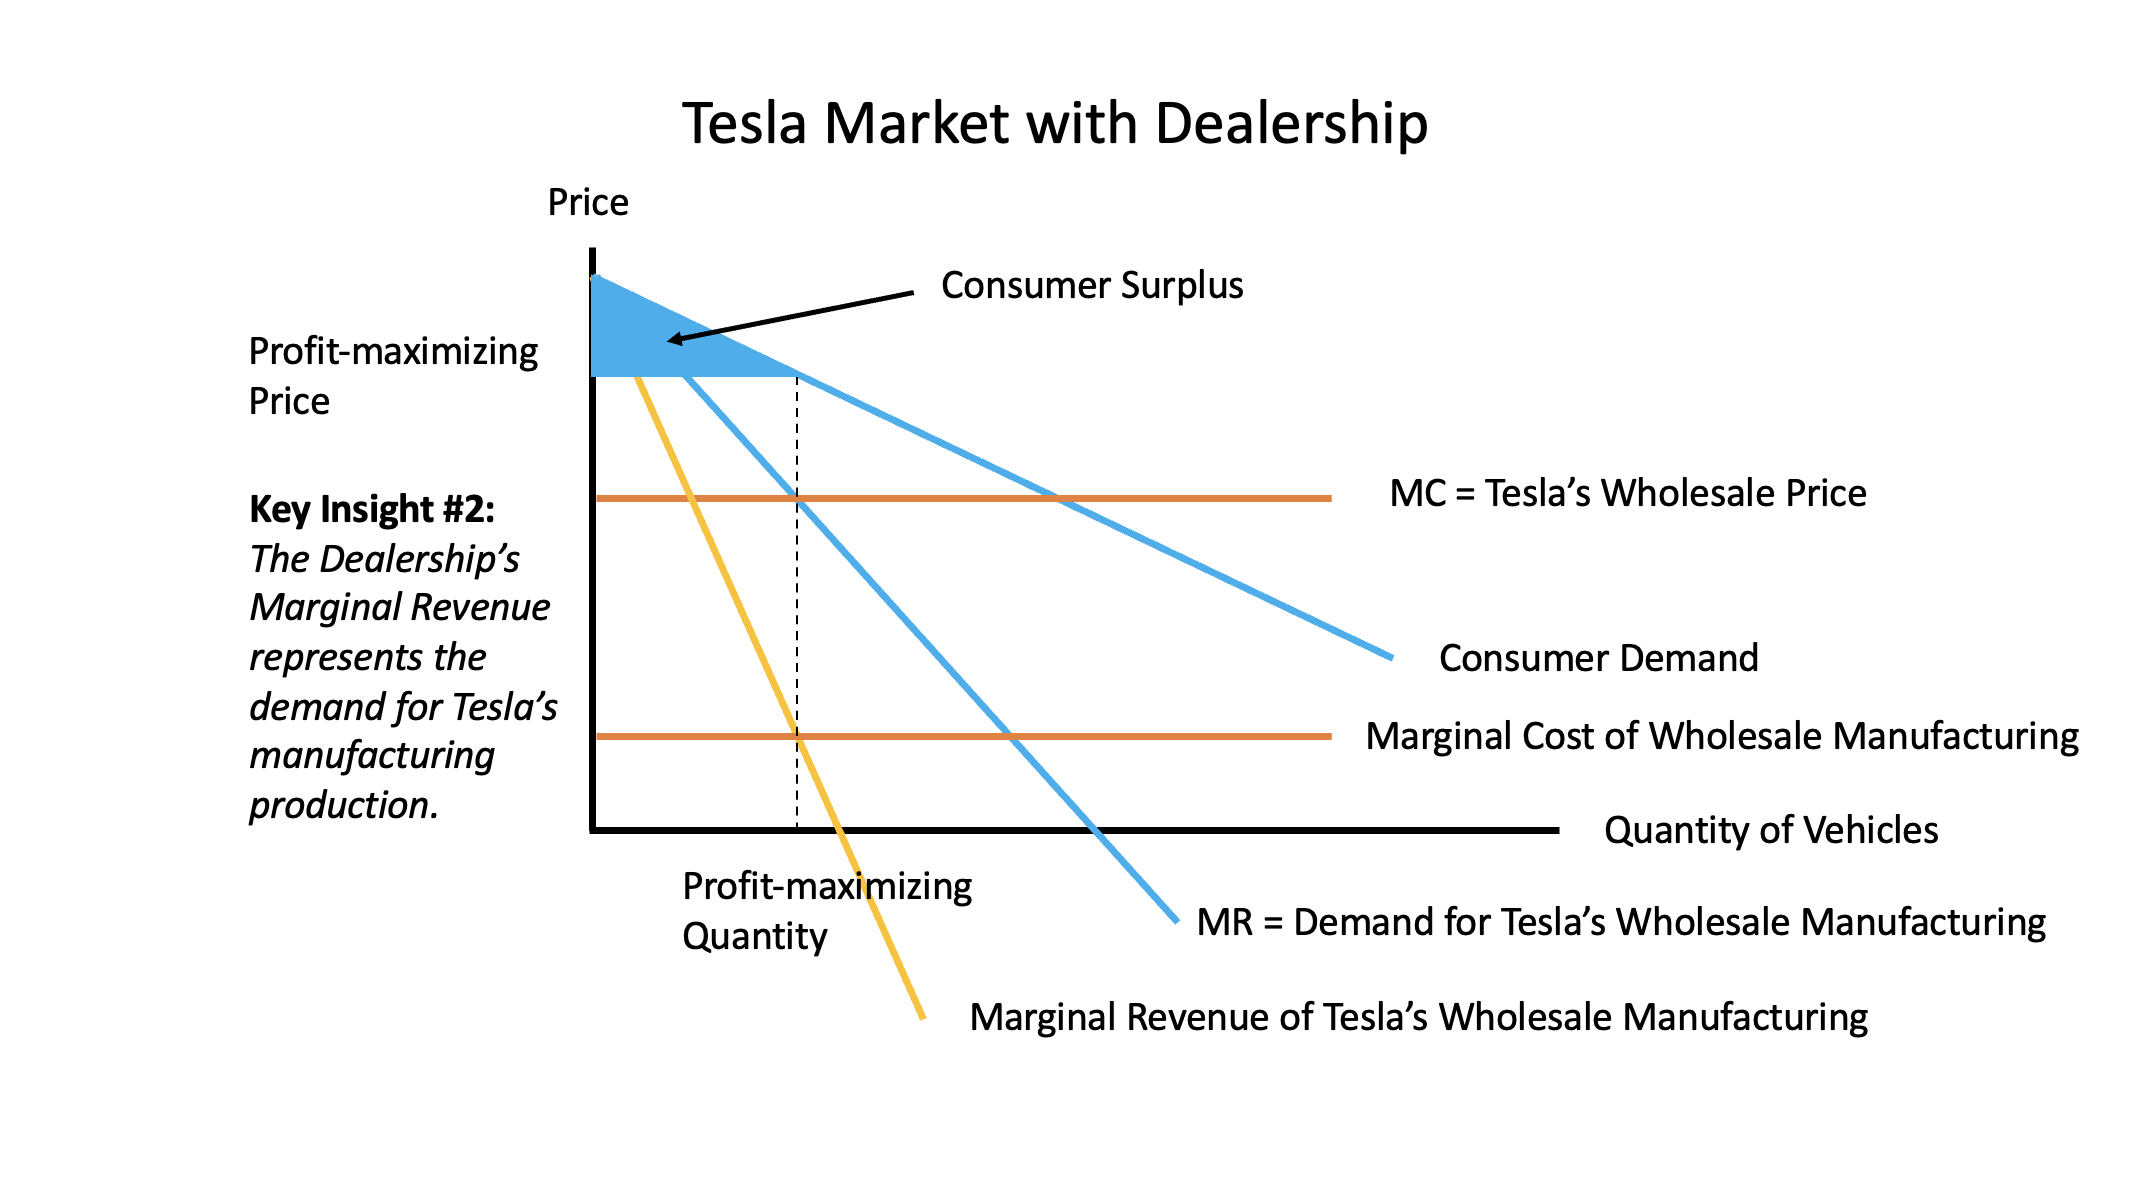 Tesla Market with Dealership
Price
Consumer Surplus
Profit-maximizing
Price
Key Insight #2:
The Dealership’s
Marginal Revenue
represents the
demand for Tesla’s
manufacturing
production.
MC = Tesla’s Wholesale Price
Consumer Demand
Marginal Cost of Wholesale Manufacturing
Quantity of Vehicles
Profit-maximizing
Quantity
MR = Demand for Tesla’s Wholesale Manufacturing
Marginal Revenue of Tesla’s Wholesale Manufacturing